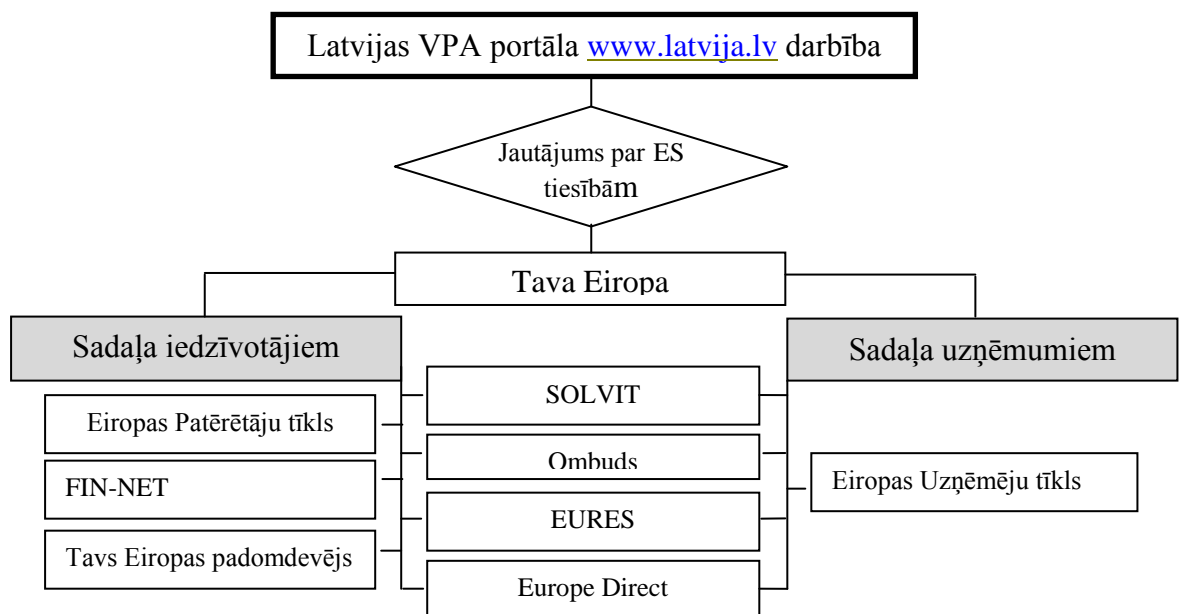 Latvijas VPA portāla www.latvija.lv darbība
Jautājums par ES
tiesībām
Tava Eiropa
Sadaļa iedzīvotājiem
Sadaļa uzņēmumiem
SOLVIT
Eiropas Patērētāju tīkls
Ombuds
FIN-NET
Eiropas Uzņēmēju tīkls
EURES
Tavs Eiropas padomdevējs
Europe Direct